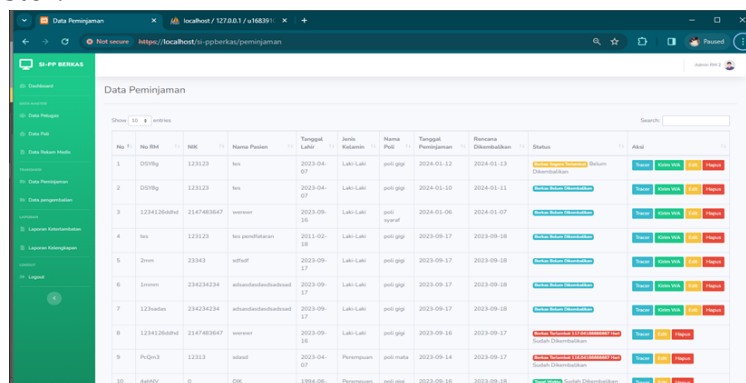 Data Peminjaman
localhost / 127.0.0.1 / u168391
Not secure https://localhost/si-ppberkas/peminjaman
Paused
SI-PP BERKAS
Admin RM 2
Dashboard
Data Petugas
Data Poli
Data Rekam Medis
Data Peminjaman
Data pengembalian
Laporan Keterlambatan
Laporan Kelengkapan
Logout
Data Peminjaman
Show 10 entries
Search:
No No RM NIK Nama Pasien Tanggal Lahir Jenis Kelamin Nama Poli Tanggal Peminjaman Rencana Dikembalikan Status Aksi
1 123123 tes 2023-04-07 Laki-Laki poli gigi 2024-01-12 2024-01-13 Belum Dikembalikan Tracer Kirim WA Edit Hapus
2 123123 tes 2023-04-07 Laki-Laki poli gigi 2024-01-10 2024-01-11 Berkas Belum Dikembalikan Tracer Kirim WA Edit Hapus
3 2147483647 werewr 2023-09-16 Laki-Laki poli syaraf 2024-01-06 2024-01-07 Berkas Belum Dikembalikan Tracer Kirim WA Edit Hapus
4 tes 123123 tes pendfataran 2011-02-16 Laki-Laki poli gigi 2023-09-17 2023-09-18 Berkas Belum Dikembalikan Tracer Kirim WA Edit Hapus
5 2mm 23343 2023-09-17 Laki-Laki poli gigi 2023-09-17 2023-09-18 Berkas Belum Dikembalikan Tracer Kirim WA Edit Hapus
6 1mmm 234234234 2023-09-17 Laki-Laki poli gigi 2023-09-17 2023-09-18 Berkas Belum Dikembalikan Tracer Kirim WA Edit Hapus
7 123sadas 234234234 2023-09-17 Laki-Laki poli gigi 2023-09-17 2023-09-18 Berkas Belum Dikembalikan Tracer Kirim WA Edit Hapus
8 2147483647 werewr 2023-09-16 Laki-Laki poli gigi 2023-09-16 2023-09-17 Sudah Dikembalikan Tracer Edit Hapus
9 PcQm3 12313 sdasd 2023-04-07 Perempuan poli mata 2023-09-14 2023-09-17 Sudah Dikembalikan Tracer Edit Hapus
10 0 OIK 1994-06- Perempuan poli gigi 2023-09-16 2023-09-18 Sudah Dikembalikan Tracer Edit Hapus